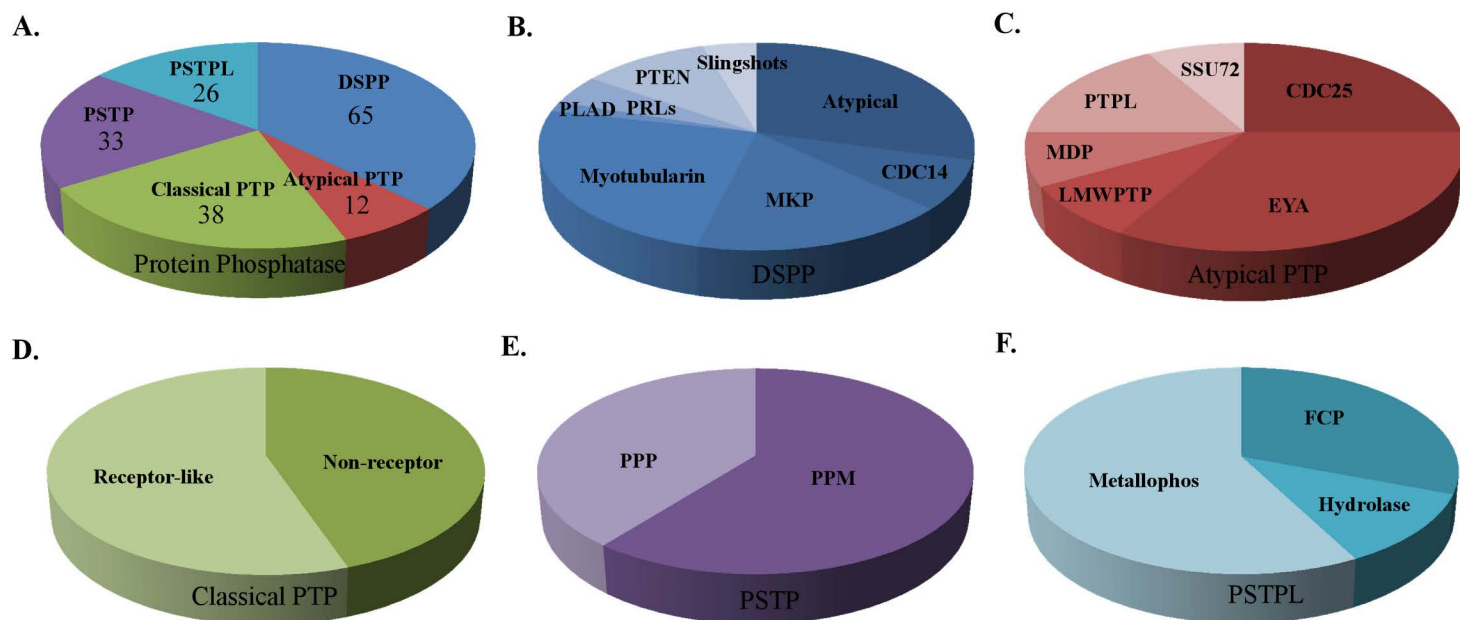 A.
PSTPL
26
DSPP
65
PSTP
33
Classical PTP
38
Atypical PTP
12
Protein Phosphatase
B.
Slingshots
PTEN
Atypical
PLAD
PRLs
CDC14
Myotubularin
MKP
DSPP
C.
SSU72
CDC25
PTPL
MDP
LMWPTP
EYA
Atypical PTP
D.
Receptor-like
Non-receptor
Classical PTP
E.
PPP
PPM
PSTP
F.
FCP
Metallophos
Hydrolase
PSTPL